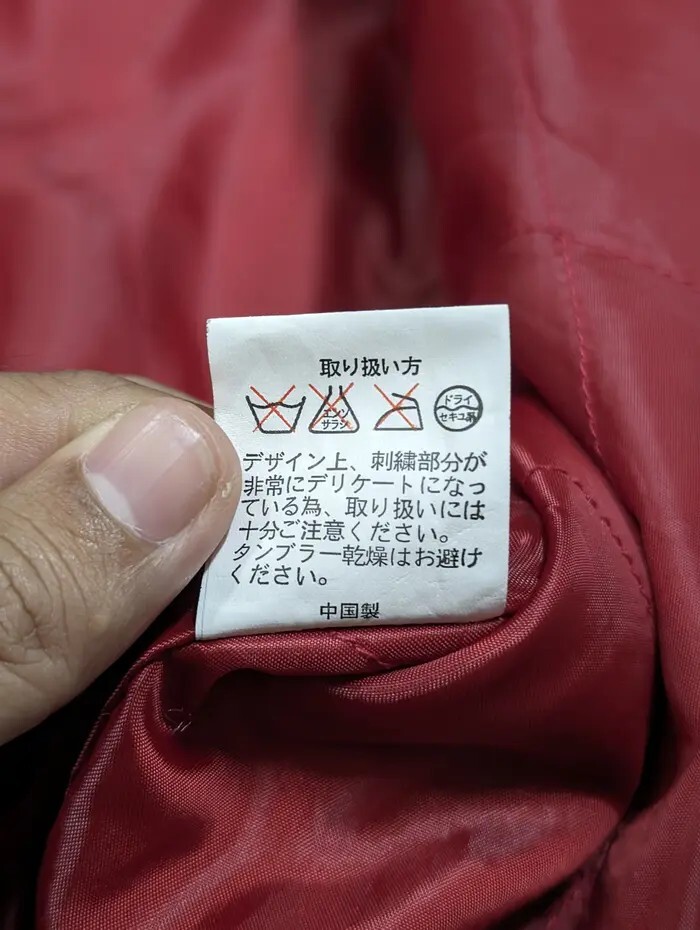 取り扱い方
エンソ
サラシ
ドライ
セキユ系
デザイン上、刺繍部分が
非常にデリケートになっ
ている為、取り扱いには
十分ご注意ください。
タンブラー乾燥はお避け
ください。
中国製